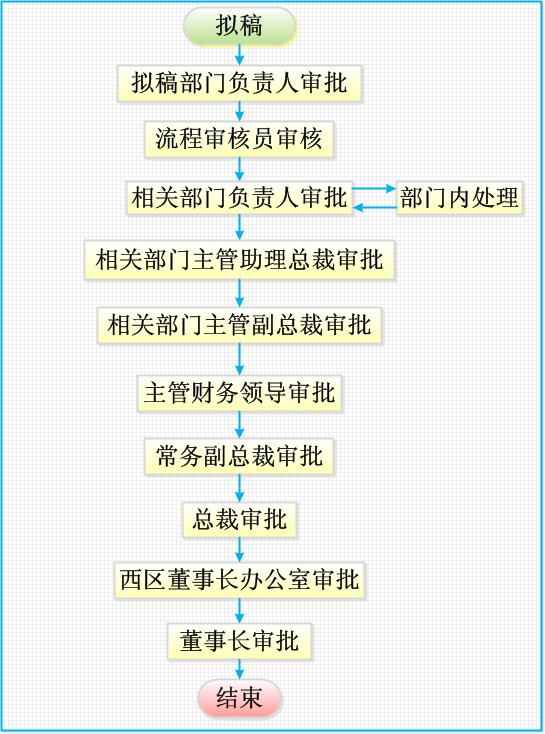 拟稿
拟稿部门负责人审批
流程审核员审核
相关部门负责人审批
部门内处理
相关部门主管助理总裁审批
相关部门主管副总裁审批
主管财务领导审批
常务副总裁审批
总裁审批
西区董事长办公室审批
董事长审批
结束